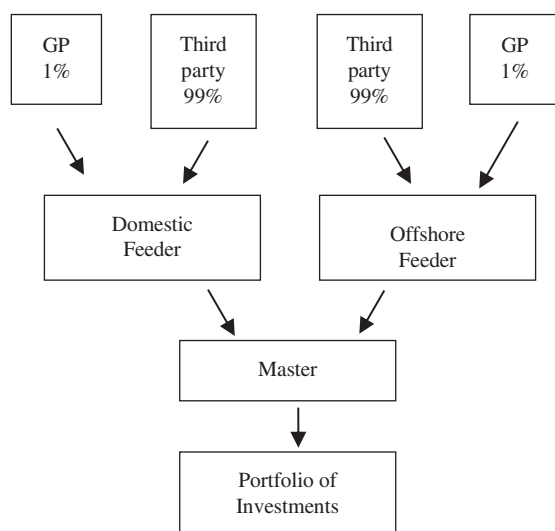 GP
1%
Third
party
99%
Third
party
99%
GP
1%
Domestic
Feeder
Offshore
Feeder
Master
Portfolio of
Investments